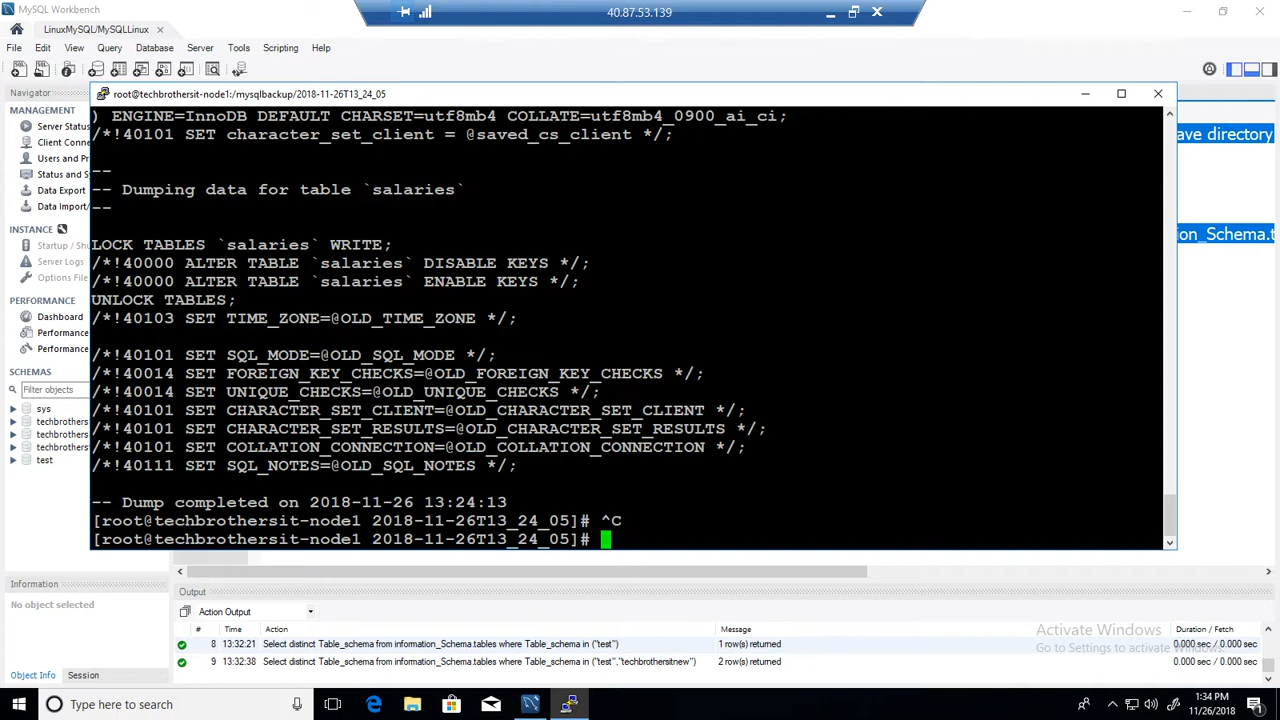 MySQL Workbench
40.87.53.139
LinuxMySQL/MySQLLinux
File Edit View Query Database Server Tools Scripting Help
Navigator
root@techbrothersit-node1:/mysqlbackup/2018-11-26T13_24_05
MANAGEMENT
Server Status
Client Conne
Users and Pr
Status and S
Data Export
Data Import/
INSTANCE
Startup / Shu
Server Logs
Options File
PERFORMANCE
Dashboard
Performance
Performance
SCHEMAS
Filter objects
sys
techbrothers
techbrothers
techbrothers
test
) ENGINE=InnoDB DEFAULT CHARSET=utf8mb4 COLLATE=utf8mb4_0900_ai_ci;
/*!40101 SET character_set_client = @saved_cs_client */;
--
-- Dumping data for table `salaries`
--
LOCK TABLES `salaries` WRITE;
/*!40000 ALTER TABLE `salaries` DISABLE KEYS */;
/*!40000 ALTER TABLE `salaries` ENABLE KEYS */;
UNLOCK TABLES;
/*!40103 SET TIME_ZONE=@OLD_TIME_ZONE */;
/*!40101 SET SQL_MODE=@OLD_SQL_MODE */;
/*!40014 SET FOREIGN_KEY_CHECKS=@OLD_FOREIGN_KEY_CHECKS */;
/*!40014 SET UNIQUE_CHECKS=@OLD_UNIQUE_CHECKS */;
/*!40101 SET CHARACTER_SET_CLIENT=@OLD_CHARACTER_SET_CLIENT */;
/*!40101 SET CHARACTER_SET_RESULTS=@OLD_CHARACTER_SET_RESULTS */;
/*!40101 SET COLLATION_CONNECTION=@OLD_COLLATION_CONNECTION */;
/*!40111 SET SQL_NOTES=@OLD_SQL_NOTES */;
-- Dump completed on 2018-11-26 13:24:13
[root@techbrothersit-node1 2018-11-26T13_24_05]# ^C
[root@techbrothersit-node1 2018-11-26T13_24_05]#
ave directory
on_Schema.t
Information
No object selected
Object Info Session
Output
Action Output
# Time Action Message Duration / Fetch
8 13:32:21 Select distinct Table_schema from information_Schema.tables where Table_schema in ("test") 1 row(s) returned 0.000 sec / 0.000 sec
9 13:32:38 Select distinct Table_schema from information_Schema.tables where Table_schema in ("test","techbrothersitnew") 2 row(s) returned 0.000 sec / 0.000 sec
Activate Windows
Go to Settings to activate Windows.
Type here to search
1:34 PM
11/26/2018
1